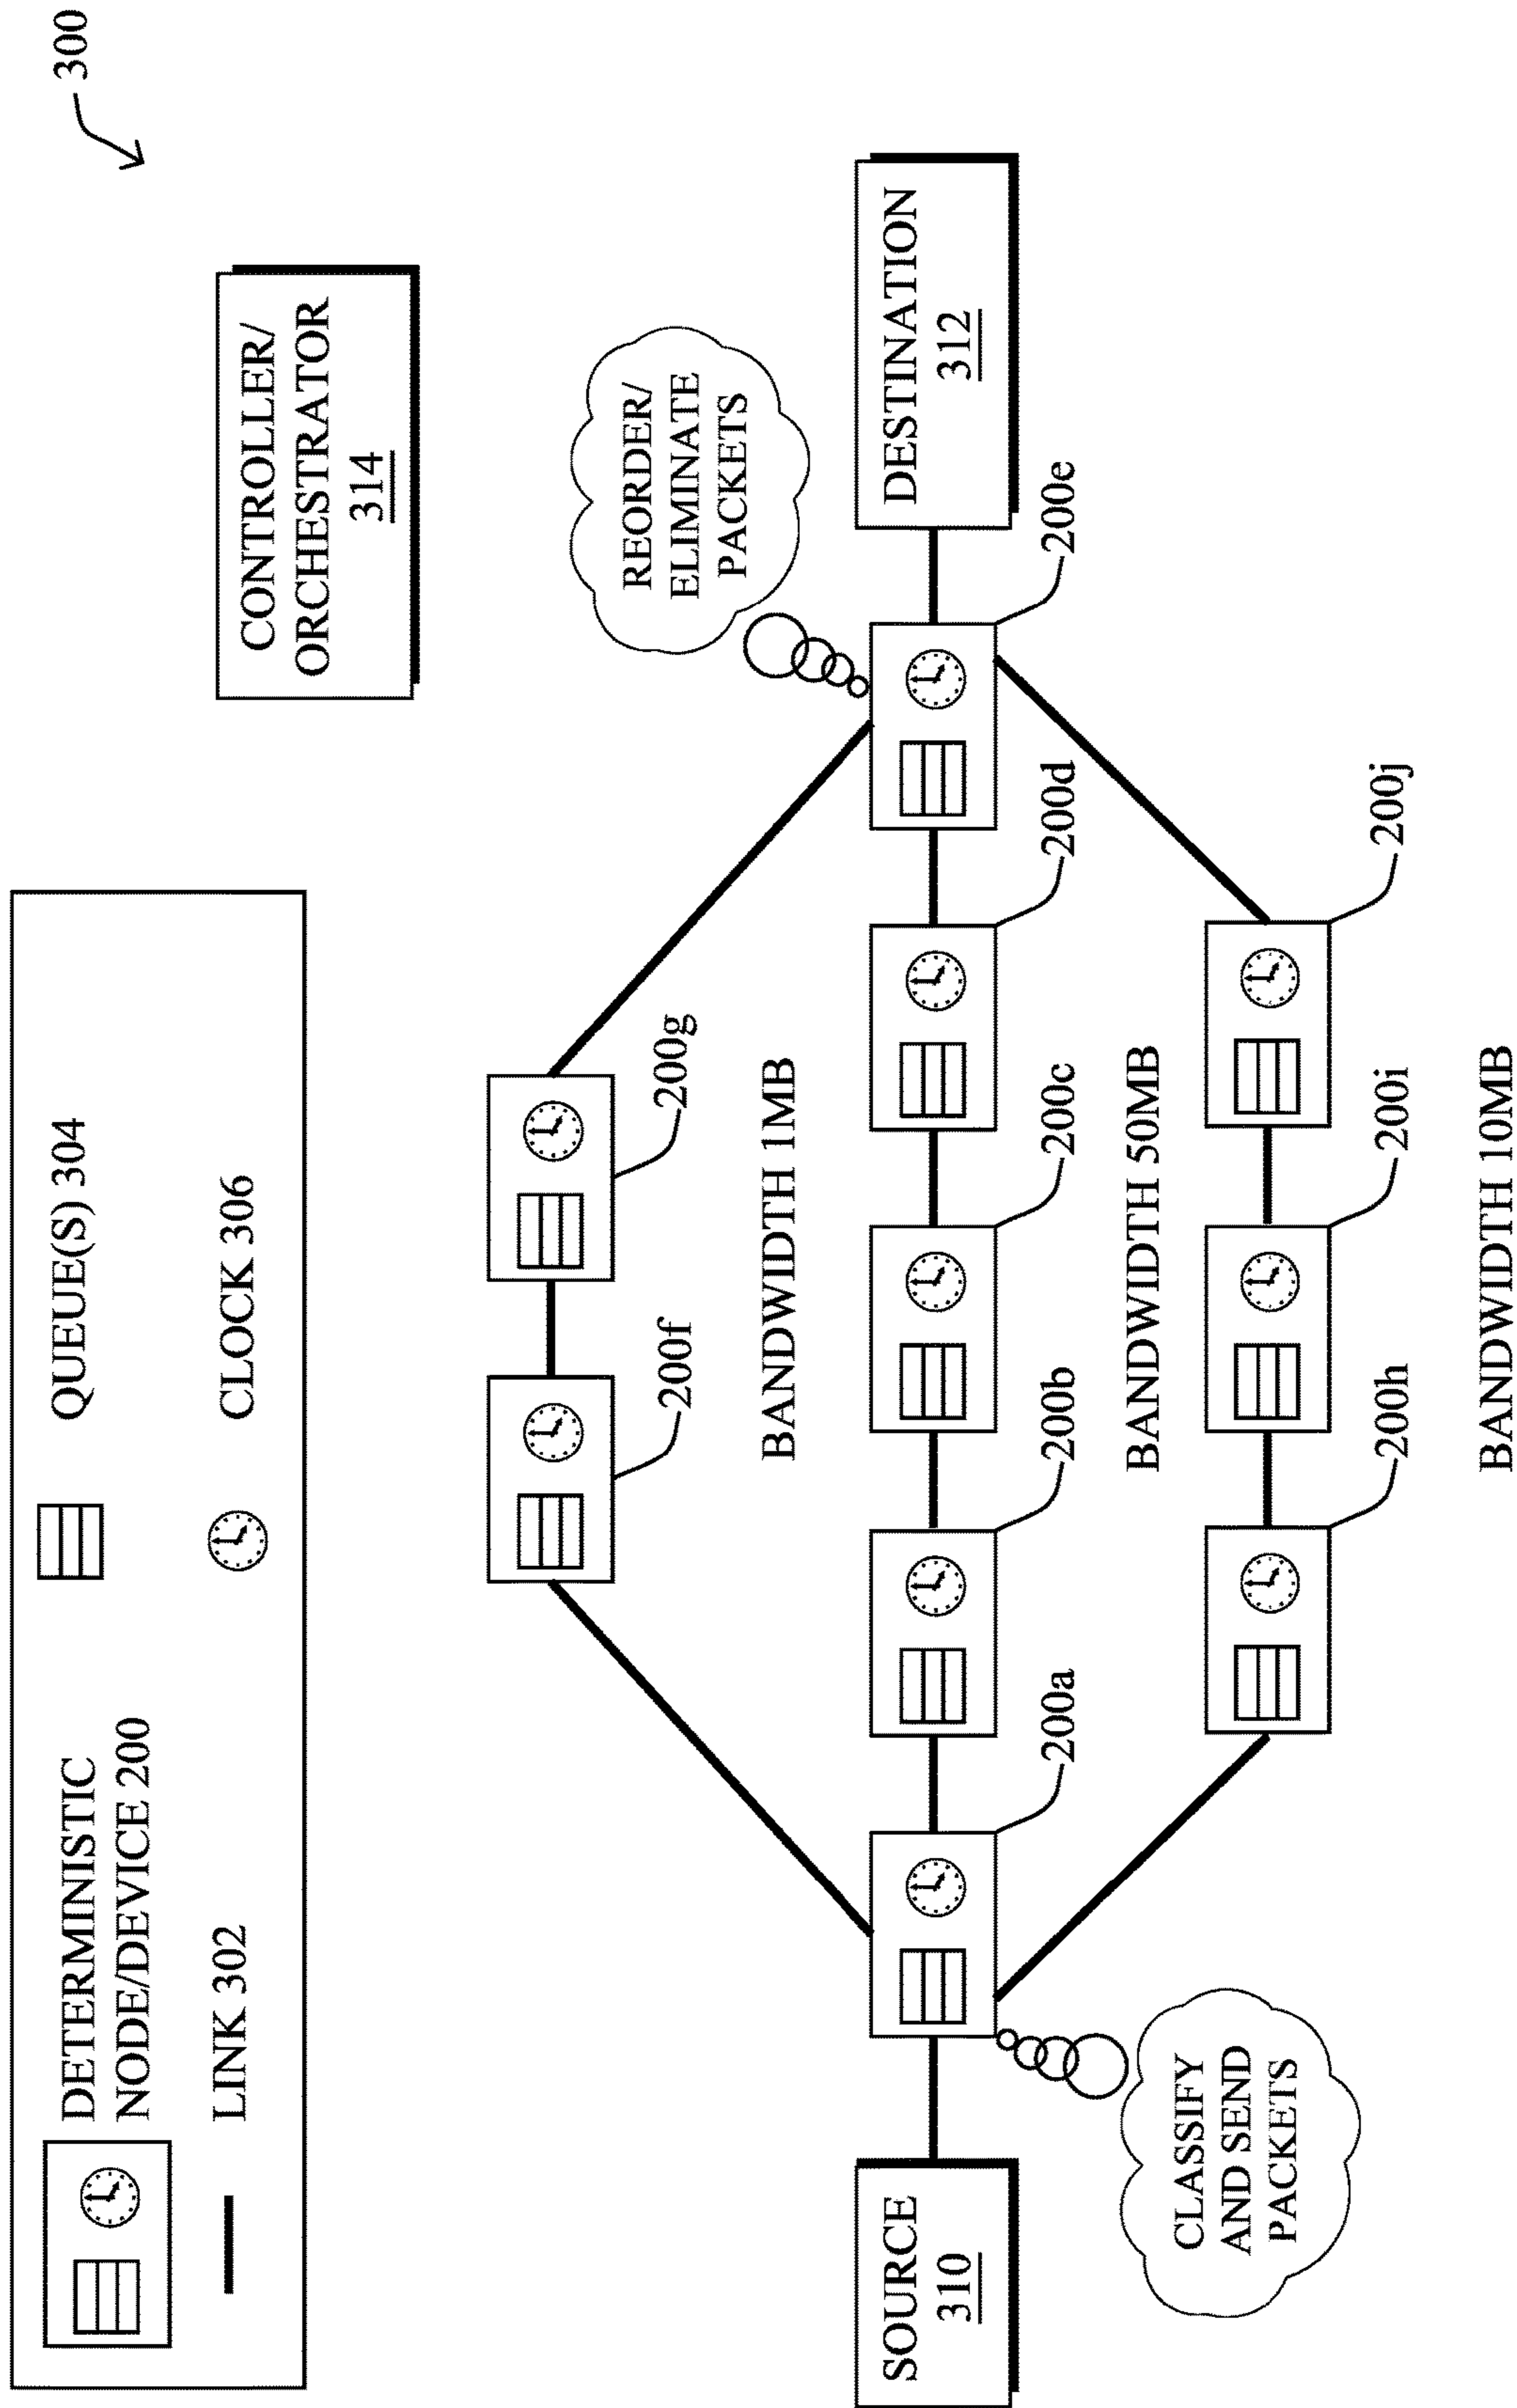 300
DETERMINISTIC
NODE/DEVICE 200
QUEUE(S) 304
LINK 302
CLOCK 306
CONTROLLER/
ORCHESTRATOR
314
REORDER/
ELIMINATE
PACKETS
200f
200g
BANDWIDTH 1MB
SOURCE
310
DESTINATION
312
200a
200b
200c
200d
200e
CLASSIFY
AND SEND
PACKETS
BANDWIDTH 50MB
200h
200i
200j
BANDWIDTH 10MB